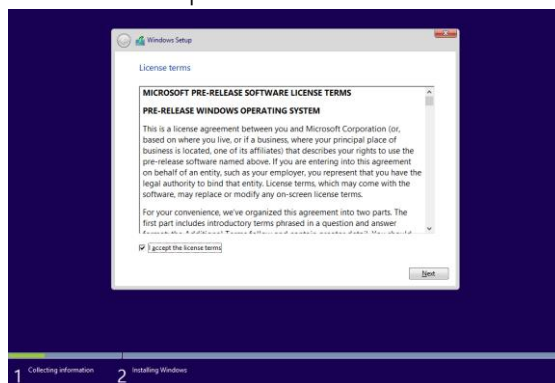 Windows Setup
License terms
MICROSOFT PRE-RELEASE SOFTWARE LICENSE TERMS
PRE-RELEASE WINDOWS OPERATING SYSTEM
This is a license agreement between you and Microsoft Corporation (or,
based on where you live, or if a business, where your principal place of
business is located, one of its affiliates) that describes your rights to use the
pre-release software named above. If you are entering into this agreement
on behalf of an entity, such as your employer, you represent that you have the
legal authority to bind that entity. License terms, which may come with the
software, may replace or modify any on-screen license terms.
For your convenience, we've organized this agreement into two parts. The
first part includes introductory terms phrased in a question and answer
I accept the license terms
Next
1 Collecting information
2 Installing Windows